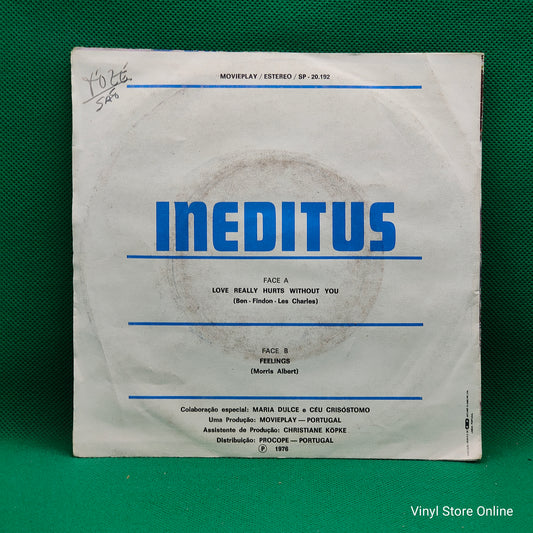 MOVIEPLAY / ESTEREO / SP - 20.192
INEDITUS
FACE A
LOVE REALLY HURTS WITHOUT YOU
(Ben - Findon - Les Charles)
FACE B
FEELINGS
(Morris Albert)
Colaboração especial: MARIA DULCE e CÉU CRISÓSTOMO
Uma Produção: MOVIEPLAY — PORTUGAL
Assistente de Produção: CHRISTIANE KÖPKE
Distribuição: PROCOPE — PORTUGAL
Ⓟ 1976
Vinyl Store Online